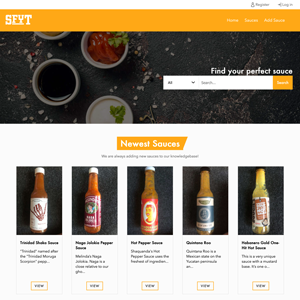 Register
Log in
SFYT
Home
Sauces
Add Sauce
Find your perfect sauce
All
Search...
Search
Newest Sauces
We are always adding new sauce to our knowledgebase!
Trinidad Shako Sauce
"Trinidad" named after the "Trinidad Moruga Scorpion" pepp...
VIEW
Naga Jolokia Pepper Sauce
Melinda's Naga Jolokia. Naga is a close relative to our gho...
VIEW
Hot Pepper Sauce
Shaquanda's Hot Pepper Sauce uses the freshest of ingredien...
VIEW
Quintana Roo
Quintana Roo is a Mexican state on the Yucatan peninsula an...
VIEW
Habanero Gold One Hit Hot Sauce
This is a very unique sauce with a mustard base. It's one o...
VIEW